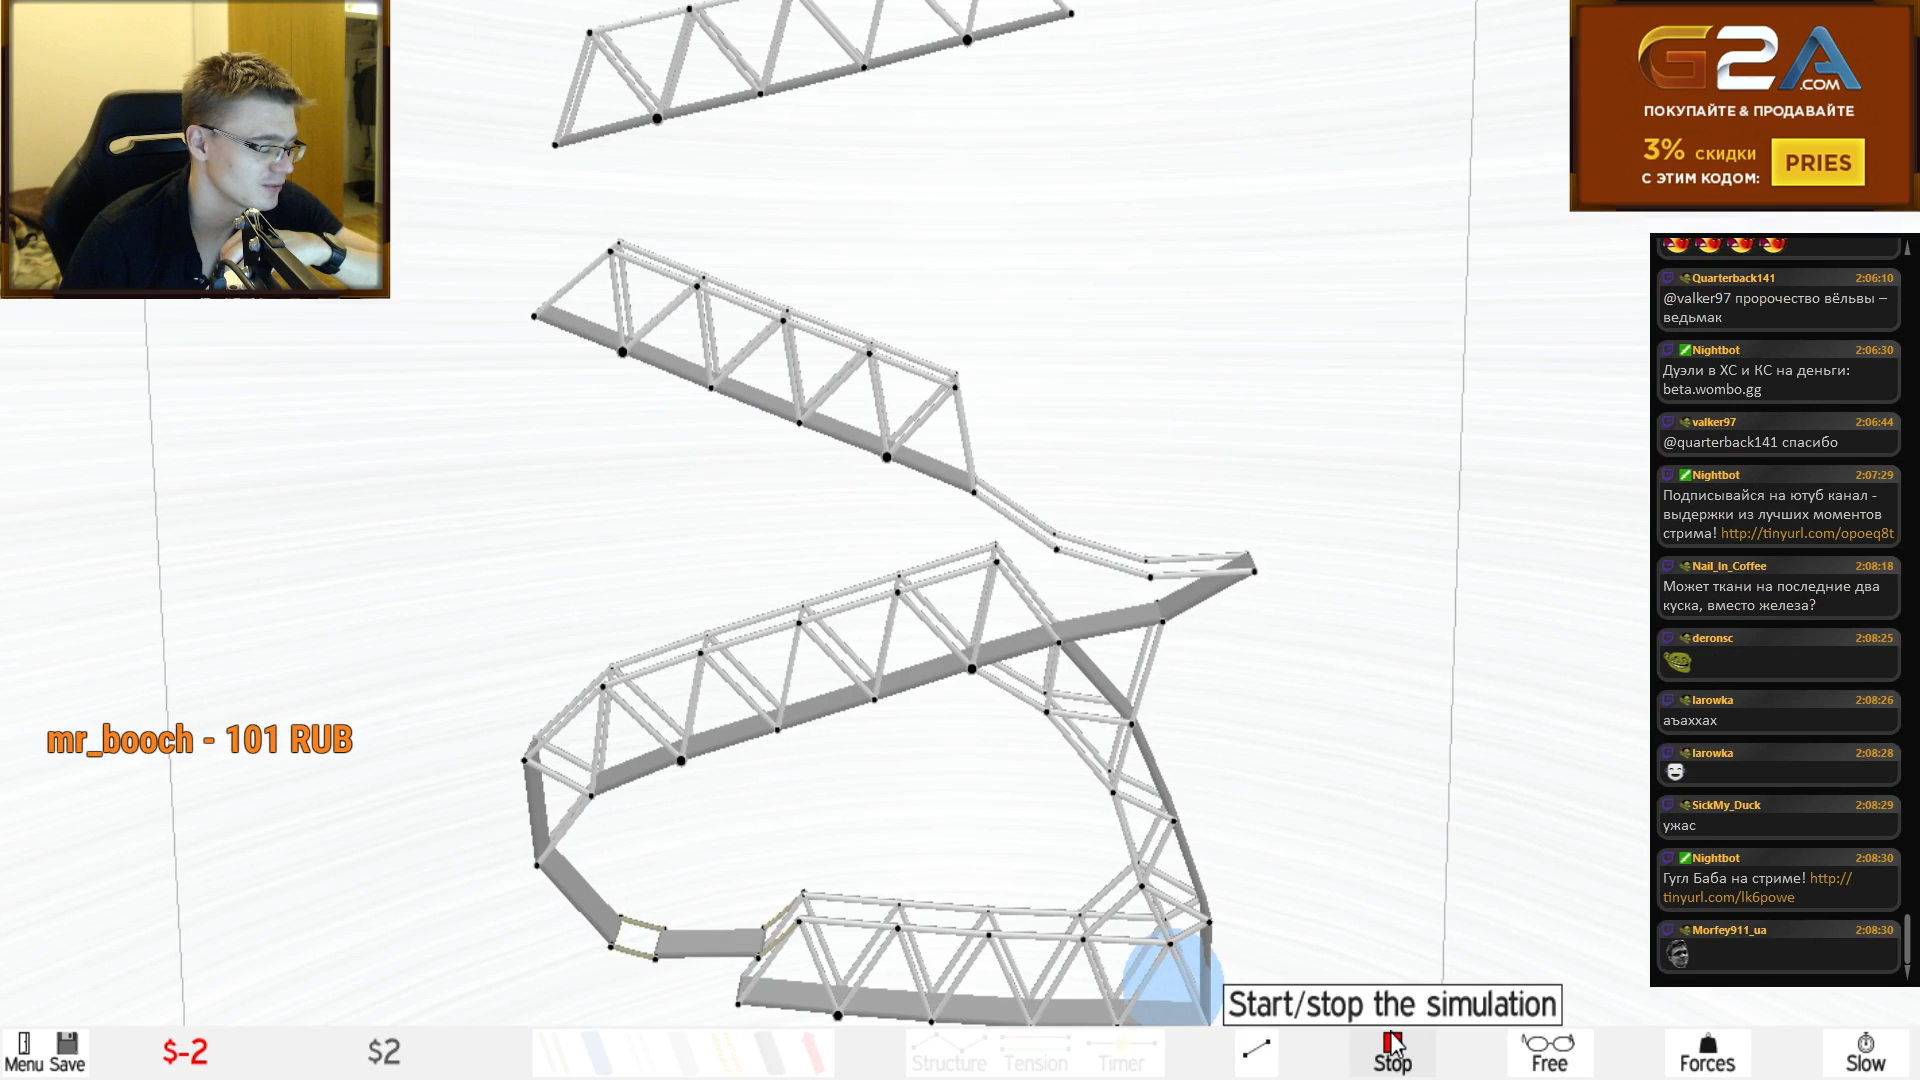 G2A
.COM
ПОКУПАЙТЕ & ПРОДАВАЙТЕ
3% СКИДКИ
С ЭТИМ КОДОМ:
PRIES
Quarterback141 2:06:10
@valker97 пророчество вёльвы –
ведьмак
Nightbot 2:06:30
Дуэли в ХС и КС на деньги:
beta.wombo.gg
valker97 2:06:44
@quarterback141 спасибо
Nightbot 2:07:29
Подписывайся на ютуб канал -
выдержки из лучших моментов
стрима! http://tinyurl.com/opoeq8t
Nail_In_Coffee 2:08:18
Может ткани на последние два
куска, вместо железа?
deronsc 2:08:25
larowka 2:08:26
аъаххах
larowka 2:08:28
SickMy_Duck 2:08:29
ужас
Nightbot 2:08:30
Гугл Баба на стриме! http://
tinyurl.com/lk6powe
Morfey911_ua 2:08:30
mr_booch - 101 RUB
Start/stop the simulation
Menu Save
$-2
$2
Structure
Tension
Timer
Stop
Free
Forces
Slow